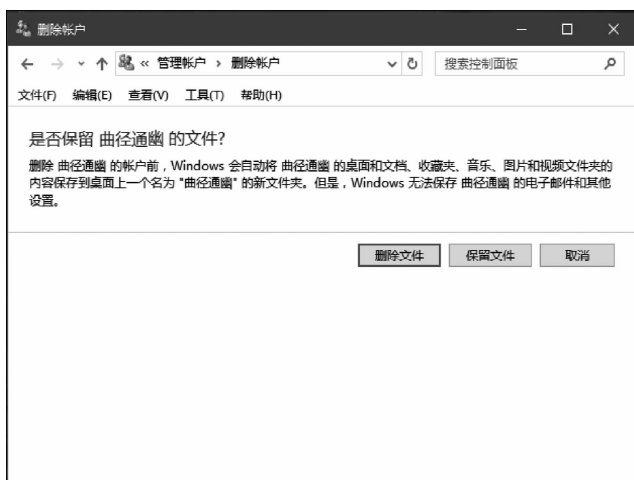 删除帐户
« 管理帐户 › 删除帐户
搜索控制面板
文件(F) 编辑(E) 查看(V) 工具(T) 帮助(H)
是否保留 曲径通幽 的文件?
删除 曲径通幽 的帐户前，Windows 会自动将 曲径通幽 的桌面和文档、收藏夹、音乐、图片和视频文件夹的
内容保存到桌面上一个名为 "曲径通幽" 的新文件夹。但是，Windows 无法保存 曲径通幽 的电子邮件和其他
设置。
删除文件 保留文件 取消